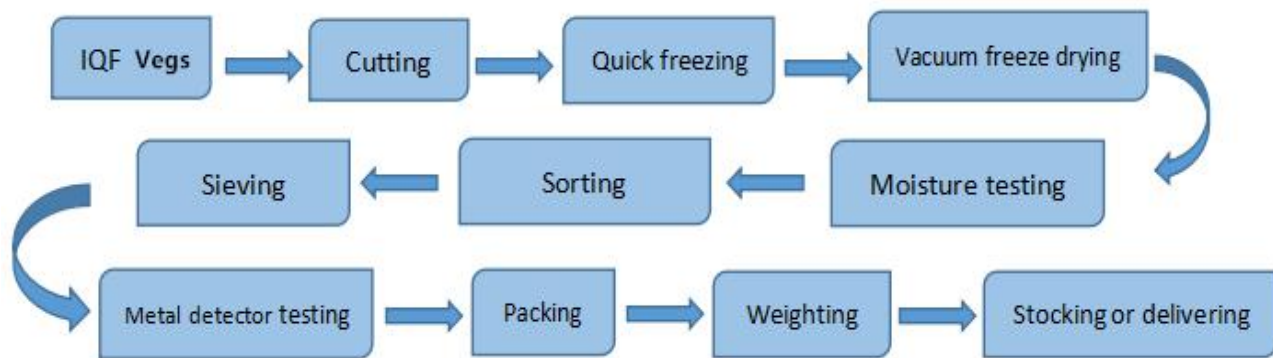 IQF Vegs
Cutting
Quick freezing
Vacuum freeze drying
Moisture testing
Sorting
Sieving
Metal detector testing
Packing
Weighting
Stocking or delivering